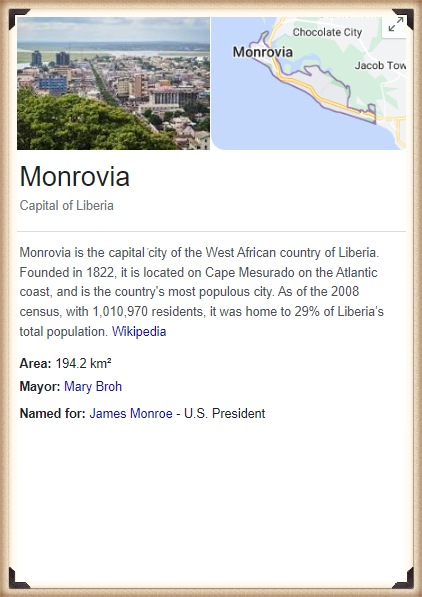 Chocolate City
Monrovia
Jacob Tow
Monrovia
Capital of Liberia
Monrovia is the capital city of the West African country of Liberia.
Founded in 1822, it is located on Cape Mesurado on the Atlantic
coast, and is the country's most populous city. As of the 2008
census, with 1,010,970 residents, it was home to 29% of Liberia's
total population. Wikipedia
Area: 194.2 km²
Mayor: Mary Broh
Named for: James Monroe - U.S. President